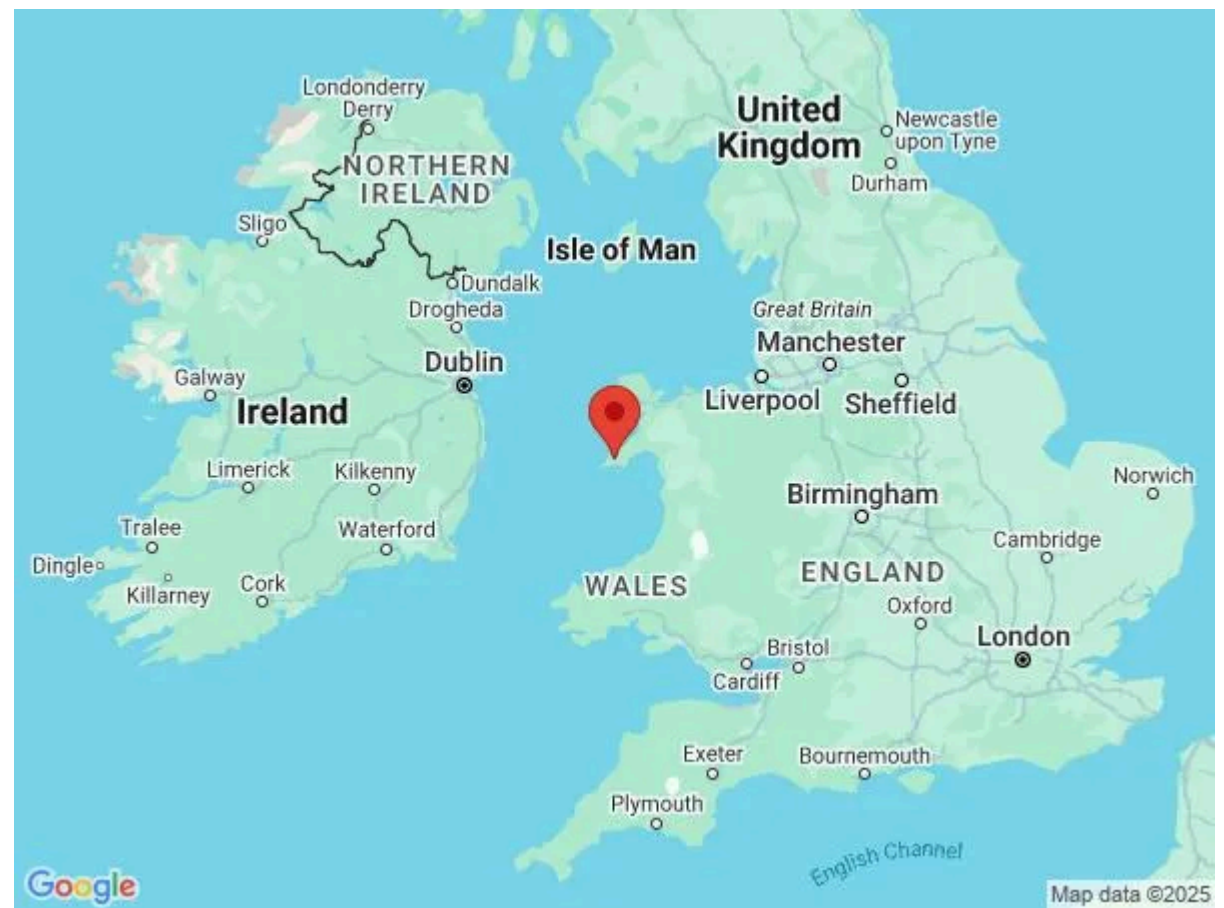 Londonderry
Derry
NORTHERN
IRELAND
United
Kingdom
Newcastle
upon Tyne
Durham
Sligo
Isle of Man
Dundalk
Drogheda
Great Britain
Manchester
Dublin
Galway
Liverpool
Sheffield
Ireland
Limerick
Kilkenny
Norwich
Birmingham
Tralee
Waterford
Cambridge
Dingle
Killarney
Cork
WALES
ENGLAND
Oxford
London
Bristol
Cardiff
Exeter
Bournemouth
Plymouth
English Channel
Google
Map data ©2025